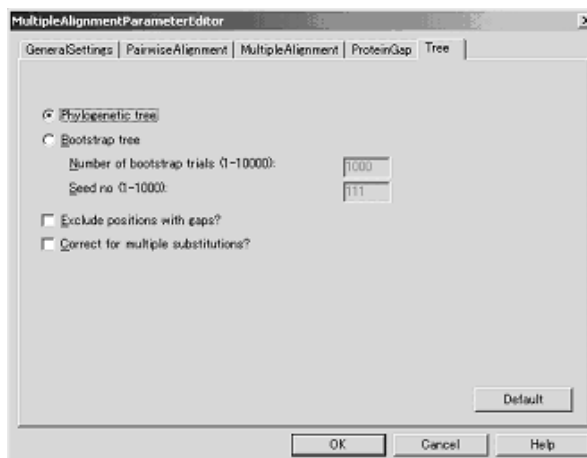 MultipleAlignmentParameterEditor
GeneralSettings PairwiseAlignment MultipleAlignment ProteinGap Tree
Phylogenetic tree
Bootstrap tree
Number of bootstrap trials (1-10000): 1000
Seed no (1-1000): 111
Exclude positions with gaps?
Correct for multiple substitutions?
Default
OK Cancel Help